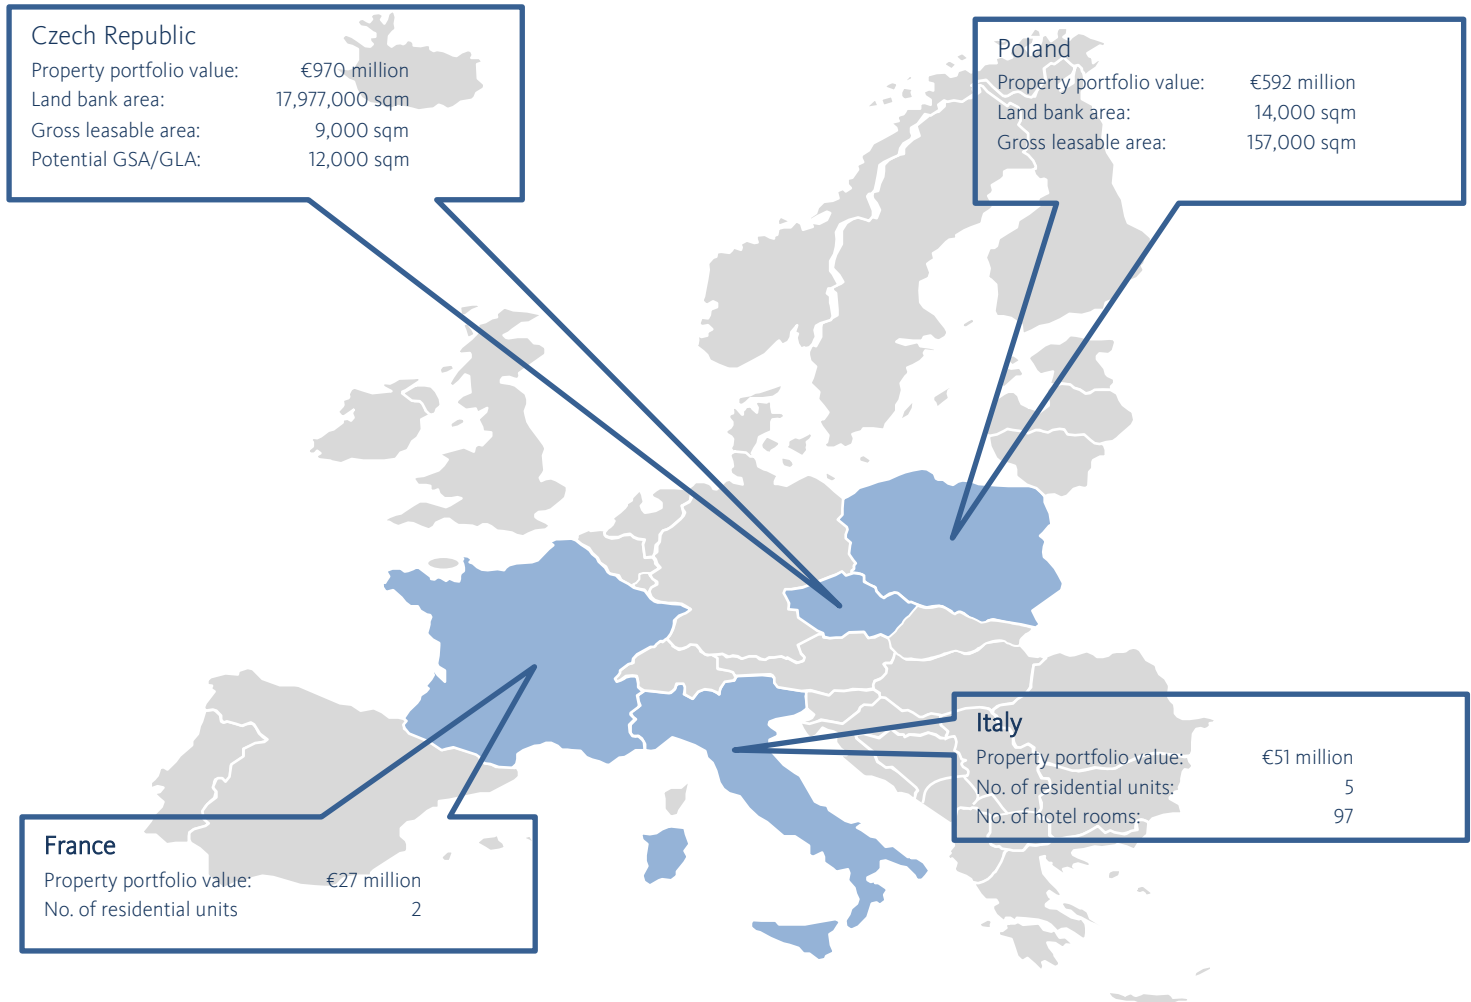 Czech Republic
Property portfolio value: €970 million
Land bank area: 17,977,000 sqm
Gross leasable area: 9,000 sqm
Potential GSA/GLA: 12,000 sqm
Poland
Property portfolio value: €592 million
Land bank area: 14,000 sqm
Gross leasable area: 157,000 sqm
Italy
Property portfolio value: €51 million
No. of residential units: 5
No. of hotel rooms: 97
France
Property portfolio value: €27 million
No. of residential units 2